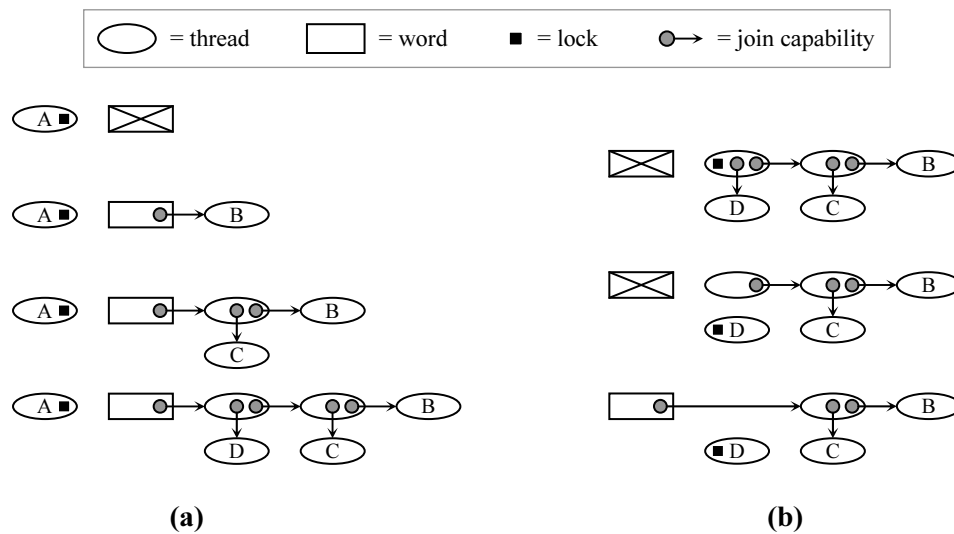 = thread = word = lock = join capability
A
A B
A B
C
A B
D C
(a)
B
D C
B
D C
B
D C
(b)